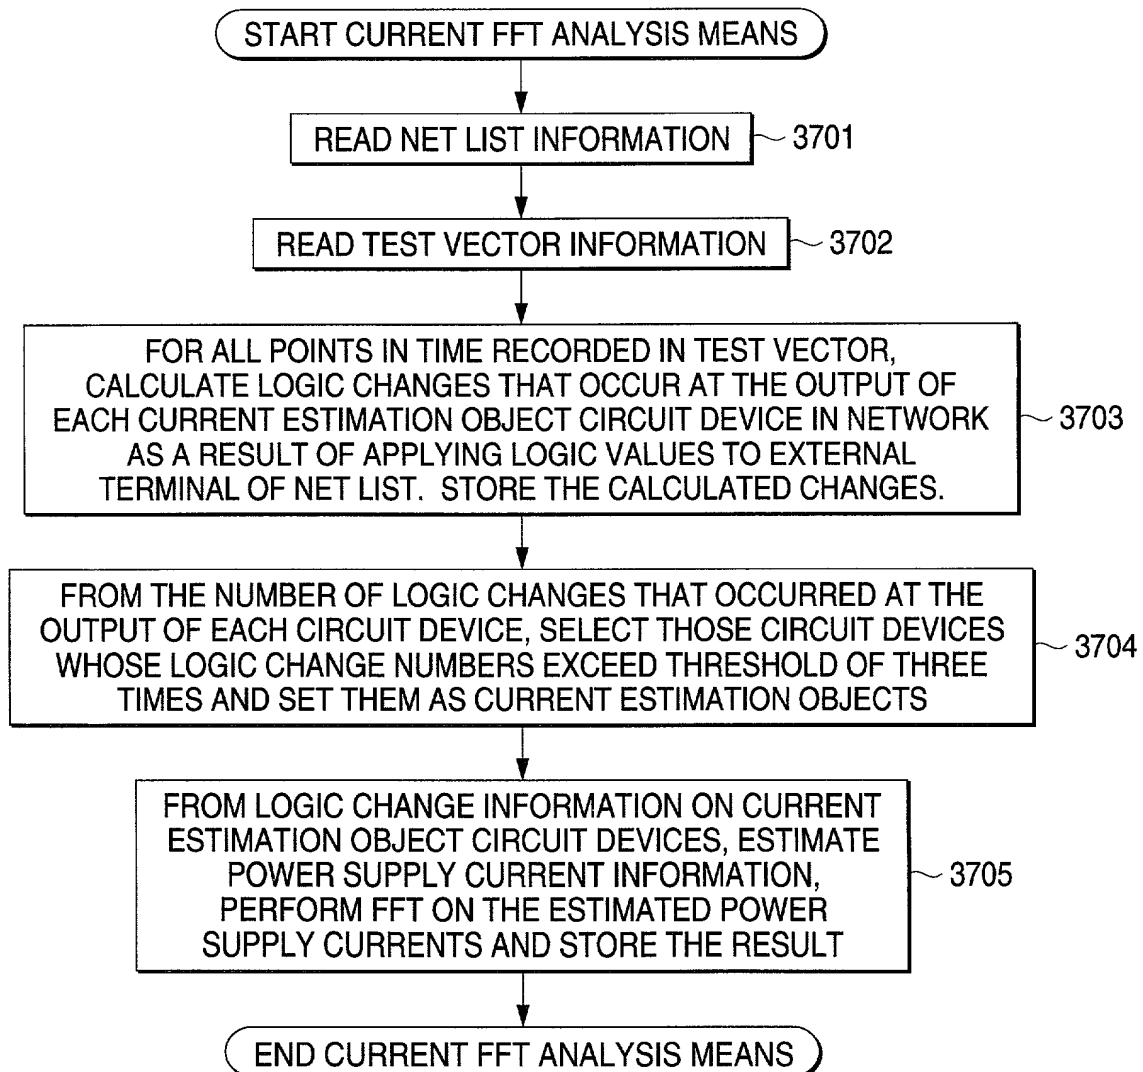 START CURRENT FFT ANALYSIS MEANS
READ NET LIST INFORMATION
3701
READ TEST VECTOR INFORMATION
3702
FOR ALL POINTS IN TIME RECORDED IN TEST VECTOR,
CALCULATE LOGIC CHANGES THAT OCCUR AT THE OUTPUT OF
EACH CURRENT ESTIMATION OBJECT CIRCUIT DEVICE IN NETWORK
AS A RESULT OF APPLYING LOGIC VALUES TO EXTERNAL
TERMINAL OF NET LIST. STORE THE CALCULATED CHANGES.
3703
FROM THE NUMBER OF LOGIC CHANGES THAT OCCURRED AT THE
OUTPUT OF EACH CIRCUIT DEVICE, SELECT THOSE CIRCUIT DEVICES
WHOSE LOGIC CHANGE NUMBERS EXCEED THRESHOLD OF THREE
TIMES AND SET THEM AS CURRENT ESTIMATION OBJECTS
3704
FROM LOGIC CHANGE INFORMATION ON CURRENT
ESTIMATION OBJECT CIRCUIT DEVICES, ESTIMATE
POWER SUPPLY CURRENT INFORMATION,
PERFORM FFT ON THE ESTIMATED POWER
SUPPLY CURRENTS AND STORE THE RESULT
3705
END CURRENT FFT ANALYSIS MEANS